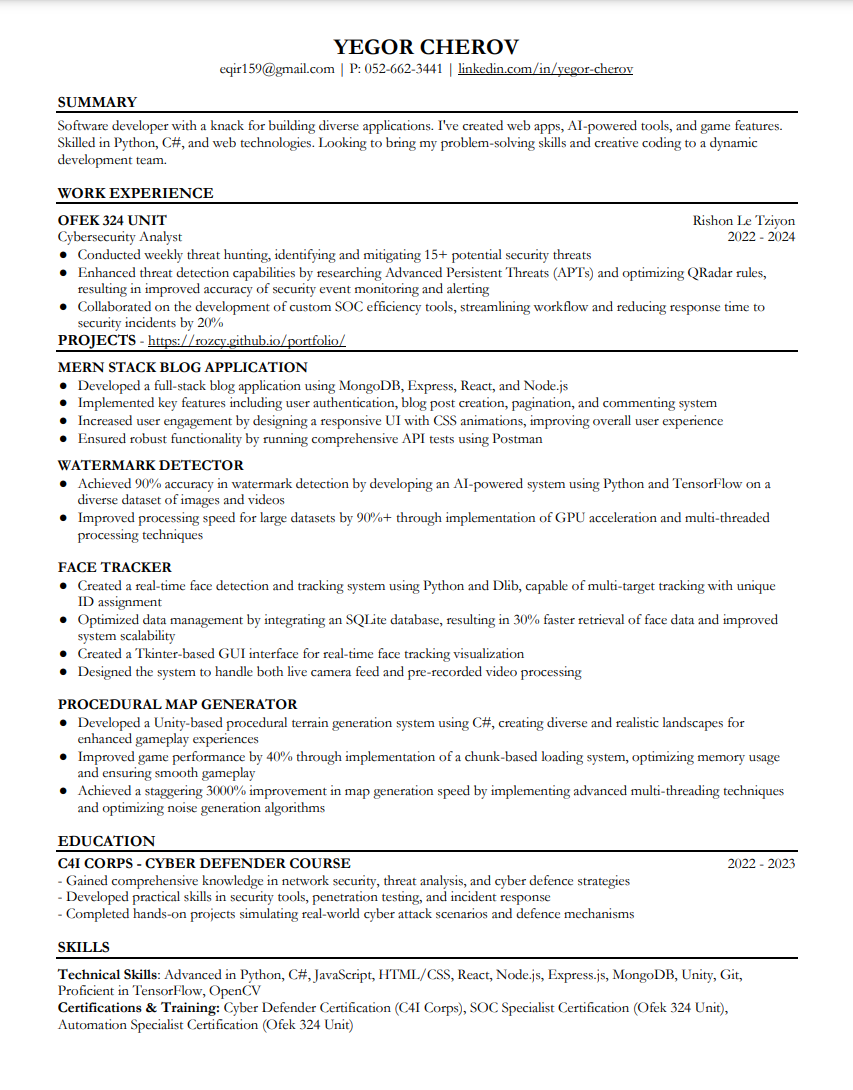 YEGOR CHEROV
eqir159@gmail.com | P: 052-662-3441 | linkedin.com/in/yegor-cherov
SUMMARY
Software developer with a knack for building diverse applications. I've created web apps, AI-powered tools, and game features.
Skilled in Python, C#, and web technologies. Looking to bring my problem-solving skills and creative coding to a dynamic
development team.
WORK EXPERIENCE
OFEK 324 UNIT Rishon Le Tziyon
Cybersecurity Analyst 2022 - 2024
● Conducted weekly threat hunting, identifying and mitigating 15+ potential security threats
● Enhanced threat detection capabilities by researching Advanced Persistent Threats (APTs) and optimizing QRadar rules,
resulting in improved accuracy of security event monitoring and alerting
● Collaborated on the development of custom SOC efficiency tools, streamlining workflow and reducing response time to
security incidents by 20%
PROJECTS - https://rozcy.github.io/portfolio/
MERN STACK BLOG APPLICATION
● Developed a full-stack blog application using MongoDB, Express, React, and Node.js
● Implemented key features including user authentication, blog post creation, pagination, and commenting system
● Increased user engagement by designing a responsive UI with CSS animations, improving overall user experience
● Ensured robust functionality by running comprehensive API tests using Postman
WATERMARK DETECTOR
● Achieved 90% accuracy in watermark detection by developing an AI-powered system using Python and TensorFlow on a
diverse dataset of images and videos
● Improved processing speed for large datasets by 90%+ through implementation of GPU acceleration and multi-threaded
processing techniques
FACE TRACKER
● Created a real-time face detection and tracking system using Python and Dlib, capable of multi-target tracking with unique
ID assignment
● Optimized data management by integrating an SQLite database, resulting in 30% faster retrieval of face data and improved
system scalability
● Created a Tkinter-based GUI interface for real-time face tracking visualization
● Designed the system to handle both live camera feed and pre-recorded video processing
PROCEDURAL MAP GENERATOR
● Developed a Unity-based procedural terrain generation system using C#, creating diverse and realistic landscapes for
enhanced gameplay experiences
● Improved game performance by 40% through implementation of a chunk-based loading system, optimizing memory usage
and ensuring smooth gameplay
● Achieved a staggering 3000% improvement in map generation speed by implementing advanced multi-threading techniques
and optimizing noise generation algorithms
EDUCATION
C4I CORPS - CYBER DEFENDER COURSE 2022 - 2023
- Gained comprehensive knowledge in network security, threat analysis, and cyber defence strategies
- Developed practical skills in security tools, penetration testing, and incident response
- Completed hands-on projects simulating real-world cyber attack scenarios and defence mechanisms
SKILLS
Technical Skills: Advanced in Python, C#, JavaScript, HTML/CSS, React, Node.js, Express.js, MongoDB, Unity, Git,
Proficient in TensorFlow, OpenCV
Certifications & Training: Cyber Defender Certification (C4I Corps), SOC Specialist Certification (Ofek 324 Unit),
Automation Specialist Certification (Ofek 324 Unit)